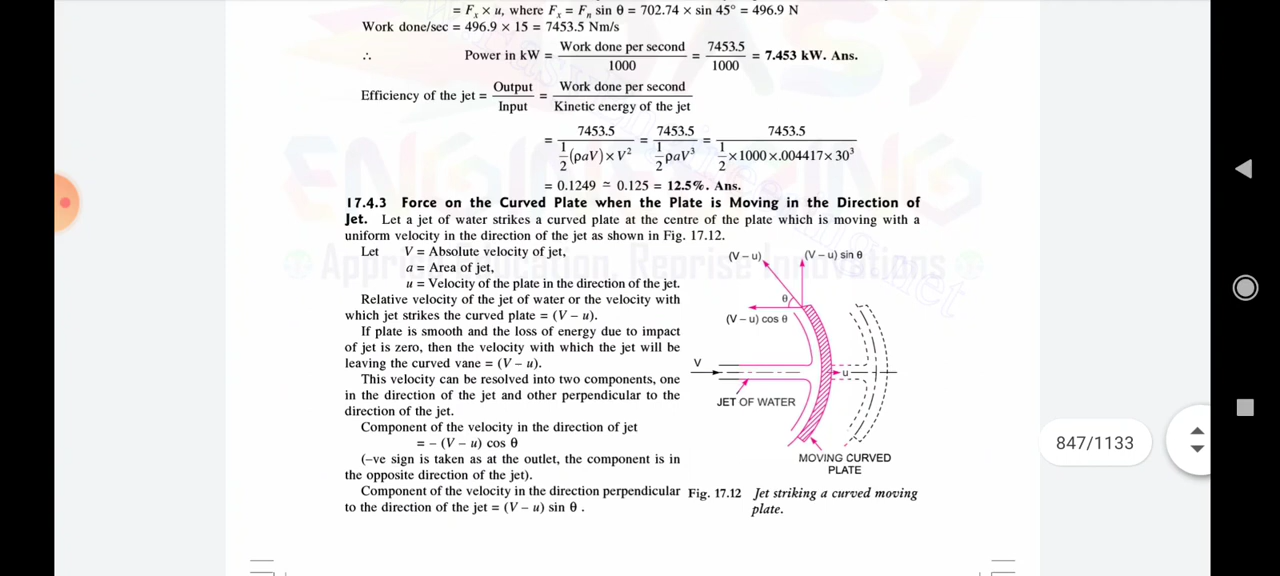 = Fₓ × u, where Fₓ = Fₙ sin θ = 702.74 × sin 45° = 496.9 N
Work done/sec = 496.9 × 15 = 7453.5 Nm/s
∴ Power in kW = Work done per second / 1000 = 7453.5 / 1000 = 7.453 kW. Ans.
Efficiency of the jet = Output / Input = Work done per second / Kinetic energy of the jet
= 7453.5 / 1/2 (ρaV) × V² = 7453.5 / 1/2 ρaV³ = 7453.5 / 1/2 × 1000 × .004417 × 30³
= 0.1249 ≃ 0.125 = 12.5%. Ans.
17.4.3 Force on the Curved Plate when the Plate is Moving in the Direction of
Jet. Let a jet of water strikes a curved plate at the centre of the plate which is moving with a
uniform velocity in the direction of the jet as shown in Fig. 17.12.
Let V = Absolute velocity of jet,
a = Area of jet,
u = Velocity of the plate in the direction of the jet.
Relative velocity of the jet of water or the velocity with
which jet strikes the curved plate = (V – u).
If plate is smooth and the loss of energy due to impact
of jet is zero, then the velocity with which the jet will be
leaving the curved vane = (V – u).
This velocity can be resolved into two components, one
in the direction of the jet and other perpendicular to the
direction of the jet.
Component of the velocity in the direction of jet
= – (V – u) cos θ
(–ve sign is taken as at the outlet, the component is in
the opposite direction of the jet).
Component of the velocity in the direction perpendicular
to the direction of the jet = (V – u) sin θ .
(V – u)
(V – u) sin θ
θ
(V – u) cos θ
V
u
JET OF WATER
MOVING CURVED
PLATE
Fig. 17.12 Jet striking a curved moving
plate.
847/1133